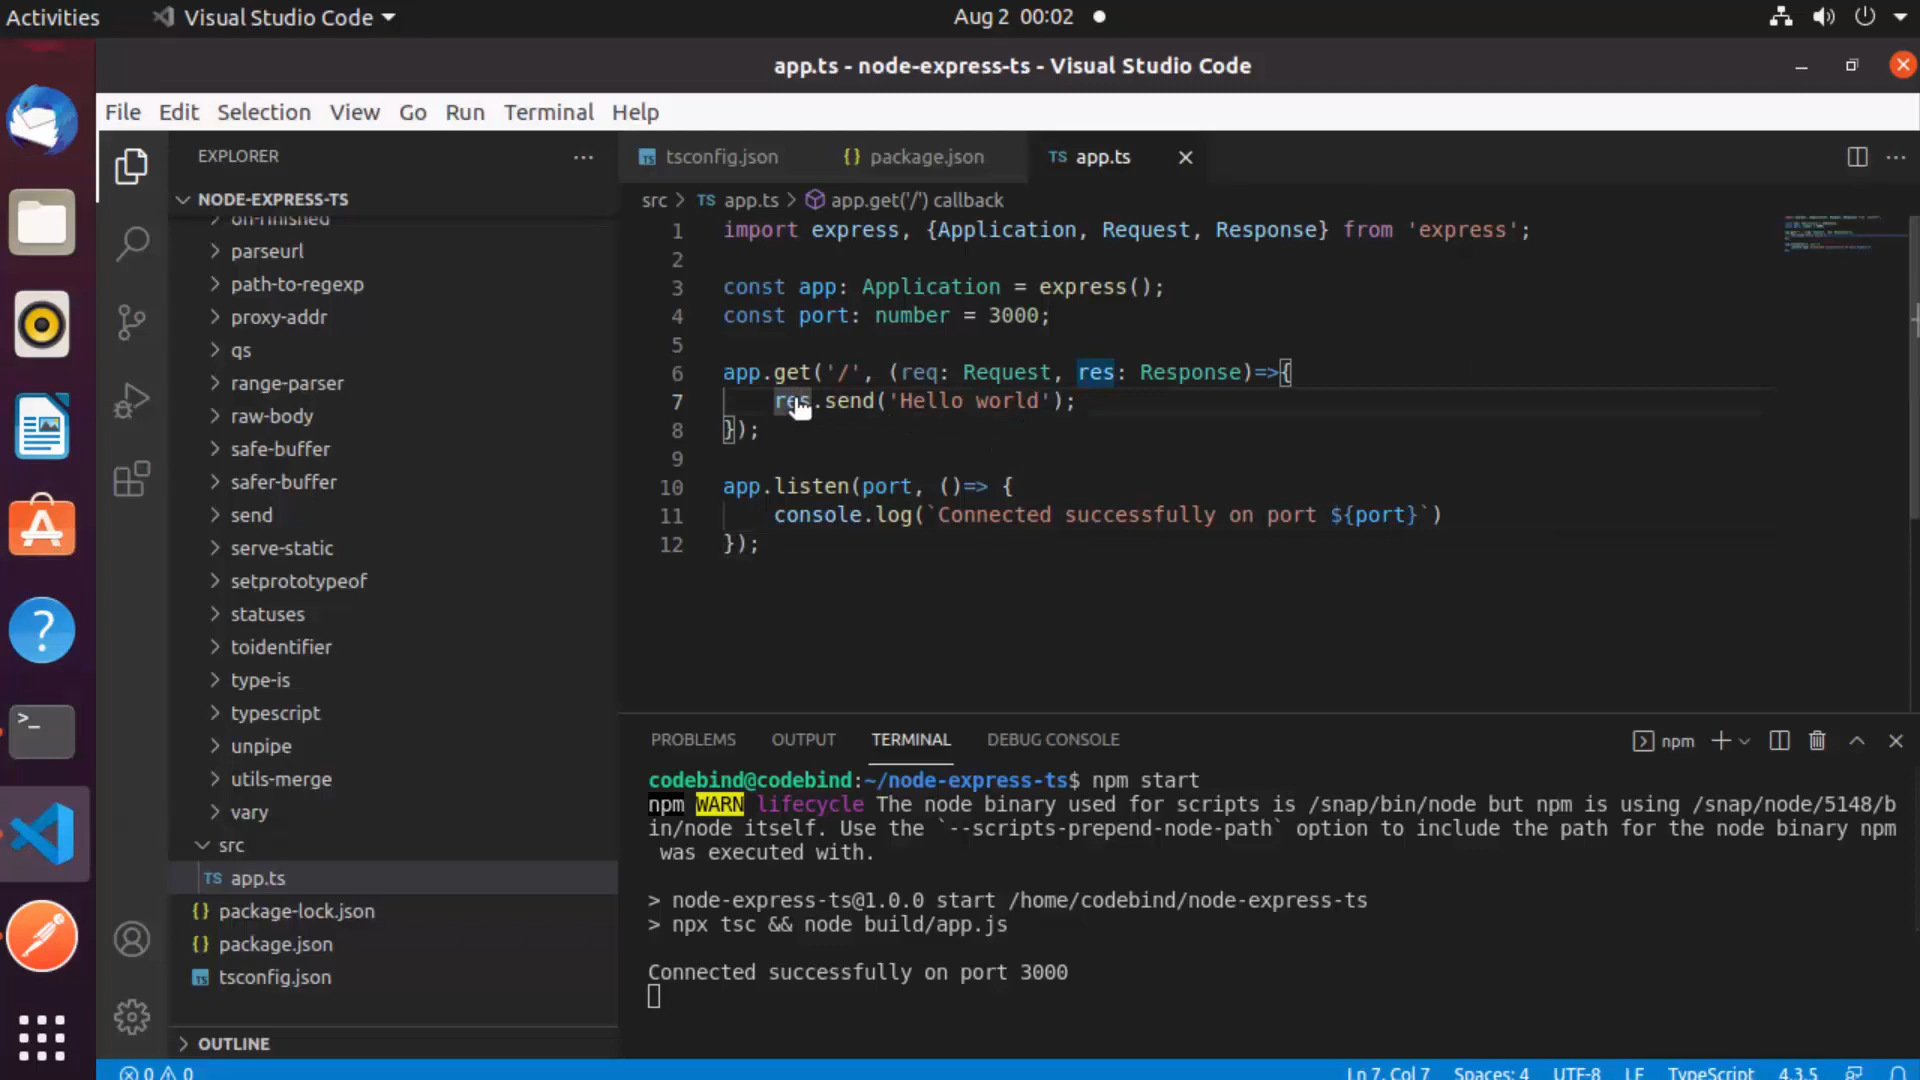 Activities
Visual Studio Code
Aug 2 00:02
app.ts - node-express-ts - Visual Studio Code
File Edit Selection View Go Run Terminal Help
EXPLORER
NODE-EXPRESS-TS
on-finished
parseurl
path-to-regexp
proxy-addr
qs
range-parser
raw-body
safe-buffer
safer-buffer
send
serve-static
setprototypeof
statuses
toidentifier
type-is
typescript
unpipe
utils-merge
vary
src
TS app.ts
{} package-lock.json
{} package.json
TS tsconfig.json
OUTLINE
TS tsconfig.json {} package.json TS app.ts
src > TS app.ts > app.get('/') callback
1 import express, {Application, Request, Response} from 'express';
2
3 const app: Application = express();
4 const port: number = 3000;
5
6 app.get('/', (req: Request, res: Response)=>{
7 res.send('Hello world');
8 });
9
10 app.listen(port, ()=> {
11 console.log(`Connected successfully on port ${port}`)
12 });
PROBLEMS OUTPUT TERMINAL DEBUG CONSOLE
npm
codebind@codebind:~/node-express-ts$ npm start
npm WARN lifecycle The node binary used for scripts is /snap/bin/node but npm is using /snap/node/5148/b
in/node itself. Use the `--scripts-prepend-node-path` option to include the path for the node binary npm
was executed with.
> node-express-ts@1.0.0 start /home/codebind/node-express-ts
> npx tsc && node build/app.js
Connected successfully on port 3000
0 0
Ln 7, Col 7 Spaces: 4 UTF-8 LF TypeScript 4.3.5